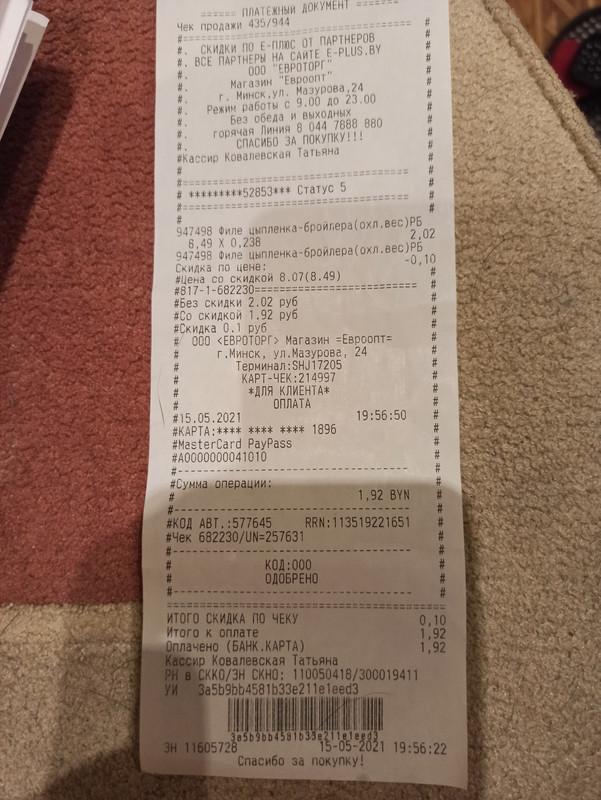 ====== ПЛАТЕЖНЫЙ ДОКУМЕНТ ======
Чек продажи 435/944 #
#. СКИДКИ ПО Е-ПЛЮС ОТ ПАРТНЕРОВ #
#. ВСЕ ПАРТНЕРЫ НА САЙТЕ E-PLUS.BY #
#. ООО "ЕВРОТОРГ" #
#. Магазин "Евроопт" #
#. г. Минск,ул. Мазурова,24 #
#. Режим работы с 9.00 до 23.00 #
#. Без обеда и выходных #
#. горячая Линия 8 044 7888 880 #
#. СПАСИБО ЗА ПОКУПКУ!!! #
#Кассир Ковалевская Татьяна #
# #
#================================ #
# *********52853*** Статус 5 #
#================================ #
#
947498 Филе цыпленка-бройлера(охл.вес)РБ
8,49 X 0,238 2,02
947498 Филе цыпленка-бройлера(охл.вес)РБ
Скидка по цене: -0,10
#Цена со скидкой 8.07(8.49) #
#817-1-682230===================== #
#Без скидки 2.02 руб #
#Со скидкой 1.92 руб #
#Скидка 0.1 руб #
# ООО <ЕВРОТОРГ> Магазин =Евроопт= #
# г.Минск, ул.Мазурова, 24 #
# Терминал:SHJ17205 #
# КАРТ-ЧЕК:214997 #
# *ДЛЯ КЛИЕНТА* #
# ОПЛАТА #
#15.05.2021 19:56:50 #
#КАРТА:**** **** **** 1896 #
#MasterCard PayPass #
#A0000000041010 #
#-------------------------------- #
#Сумма операции: #
# 1,92 BYN #
#-------------------------------- #
#КОД АВТ.:577645 RRN:113519221651 #
#Чек 682230/UN=257631 #
#-------------------------------- #
# КОД:000 #
# ОДОБРЕНО #
#-------------------------------- #
========================================
ИТОГО СКИДКА ПО ЧЕКУ 0,10
Итого к оплате 1,92
Оплачено (БАНК.КАРТА) 1,92
Кассир Ковалевская Татьяна
РН в СККО/ЗН СКНО: 110050418/300019411
УИ 3a5b9bb4581b33e211e1eed3
3a5b9bb4581b33e211e1eed3
ЗН 11605728 15-05-2021 19:56:22
Спасибо за покупку!